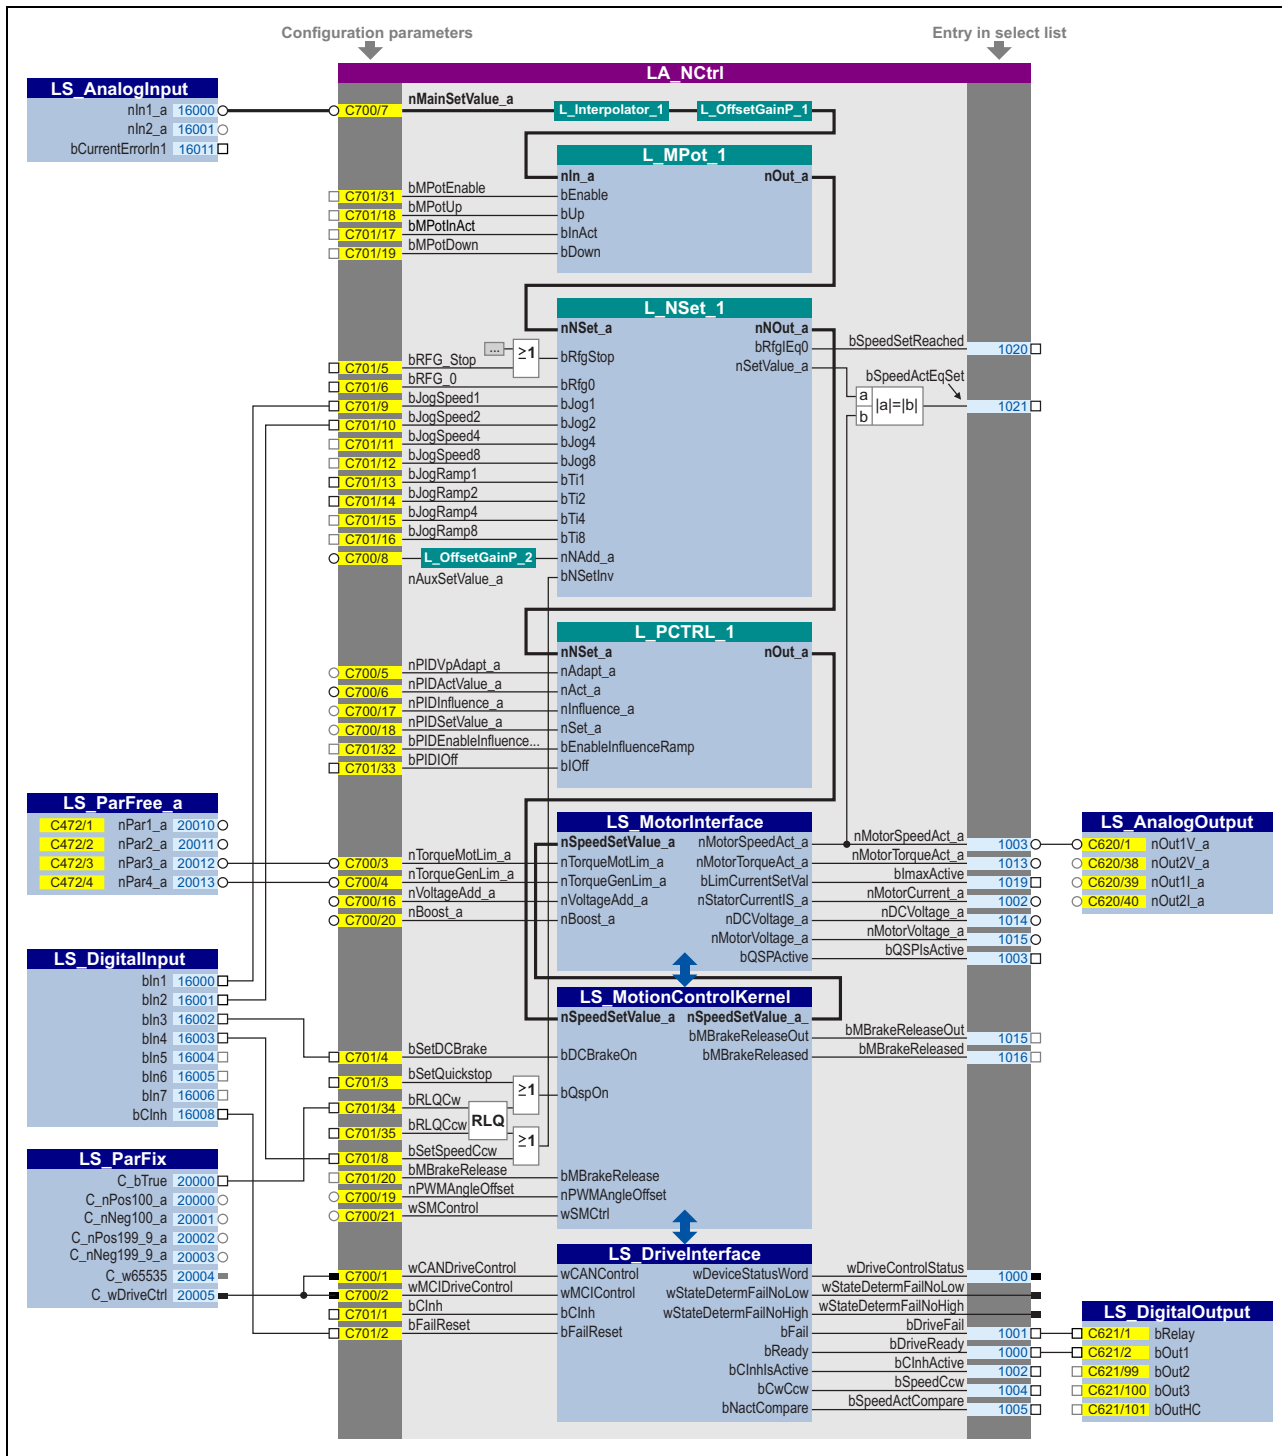 Configuration parameters
Entry in select list
LA_NCtrl
LS_AnalogInput
nIn1_a 16000
nIn2_a 16001
bCurrentErrorIn1 16011
C700/7
nMainSetValue_a
L_Interpolator_1
L_OffsetGainP_1
L_MPot_1
nIn_a nOut_a
C701/31 bMPotEnable bEnable
C701/18 bMPotUp bUp
C701/17 bMPotInAct bInAct
C701/19 bMPotDown bDown
L_NSet_1
nNSet_a nNOut_a
bRfgIEq0 bSpeedSetReached 1020
nSetValue_a
...
≥1
C701/5 bRFG_Stop bRfgStop
C701/6 bRFG_0 bRfg0
bSpeedActEqSet
a
b
|a|=|b|
1021
C701/9 bJogSpeed1 bJog1
C701/10 bJogSpeed2 bJog2
C701/11 bJogSpeed4 bJog4
C701/12 bJogSpeed8 bJog8
C701/13 bJogRamp1 bTi1
C701/14 bJogRamp2 bTi2
C701/15 bJogRamp4 bTi4
C701/16 bJogRamp8 bTi8
C700/8 L_OffsetGainP_2 nNAdd_a
nAuxSetValue_a bNSetInv
L_PCTRL_1
nNSet_a nOut_a
C700/5 nPIDVpAdapt_a nAdapt_a
C700/6 nPIDActValue_a nAct_a
C700/17 nPIDInfluence_a nInfluence_a
C700/18 nPIDSetValue_a nSet_a
C701/32 bPIDEnableInfluence... bEnableInfluenceRamp
C701/33 bPIDIOff bIOff
LS_ParFree_a
C472/1 nPar1_a 20010
C472/2 nPar2_a 20011
C472/3 nPar3_a 20012
C472/4 nPar4_a 20013
LS_MotorInterface
nSpeedSetValue_a
C700/3 nTorqueMotLim_a nTorqueMotLim_a
C700/4 nTorqueGenLim_a nTorqueGenLim_a
C700/16 nVoltageAdd_a nVoltageAdd_a
C700/20 nBoost_a nBoost_a
nMotorSpeedAct_a nMotorSpeedAct_a 1003
nMotorTorqueAct_a nMotorTorqueAct_a 1013
bLimCurrentSetVal bImaxActive 1019
nStatorCurrentIS_a nMotorCurrent_a 1002
nDCVoltage_a nDCVoltage_a 1014
nMotorVoltage_a nMotorVoltage_a 1015
bQSPActive bQSPIsActive 1003
LS_AnalogOutput
C620/1 nOut1V_a
C620/38 nOut2V_a
C620/39 nOut1I_a
C620/40 nOut2I_a
LS_DigitalInput
bIn1 16000
bIn2 16001
bIn3 16002
bIn4 16003
bIn5 16004
bIn6 16005
bIn7 16006
bCInh 16008
LS_MotionControlKernel
nSpeedSetValue_a nSpeedSetValue_a_
bMBrakeReleaseOut bMBrakeReleaseOut 1015
bMBrakeReleased bMBrakeReleased 1016
C701/4 bSetDCBrake bDCBrakeOn
C701/3 bSetQuickstop ≥1 bQspOn
C701/34 bRLQCw
RLQ
C701/35 bRLQCcw
≥1
C701/8 bSetSpeedCcw
C701/20 bMBrakeRelease bMBrakeRelease
C700/19 nPWMAngleOffset nPWMAngleOffset
C700/21 wSMControl wSMCtrl
LS_ParFix
C_bTrue 20000
C_nPos100_a 20000
C_nNeg100_a 20001
C_nPos199_9_a 20002
C_nNeg199_9_a 20003
C_w65535 20004
C_wDriveCtrl 20005
LS_DriveInterface
C700/1 wCANDriveControl wCANControl
C700/2 wMCIDriveControl wMCIControl
C701/1 bCInh bCInh
C701/2 bFailReset bFailReset
wDeviceStatusWord wDriveControlStatus 1000
wStateDetermFailNoLow wStateDetermFailNoLow
wStateDetermFailNoHigh wStateDetermFailNoHigh
bFail bDriveFail 1001
bReady bDriveReady 1000
bCInhIsActive bCInhActive 1002
bCwCcw bSpeedCcw 1004
bNactCompare bSpeedActCompare 1005
LS_DigitalOutput
C621/1 bRelay
C621/2 bOut1
C621/99 bOut2
C621/100 bOut3
C621/101 bOutHC